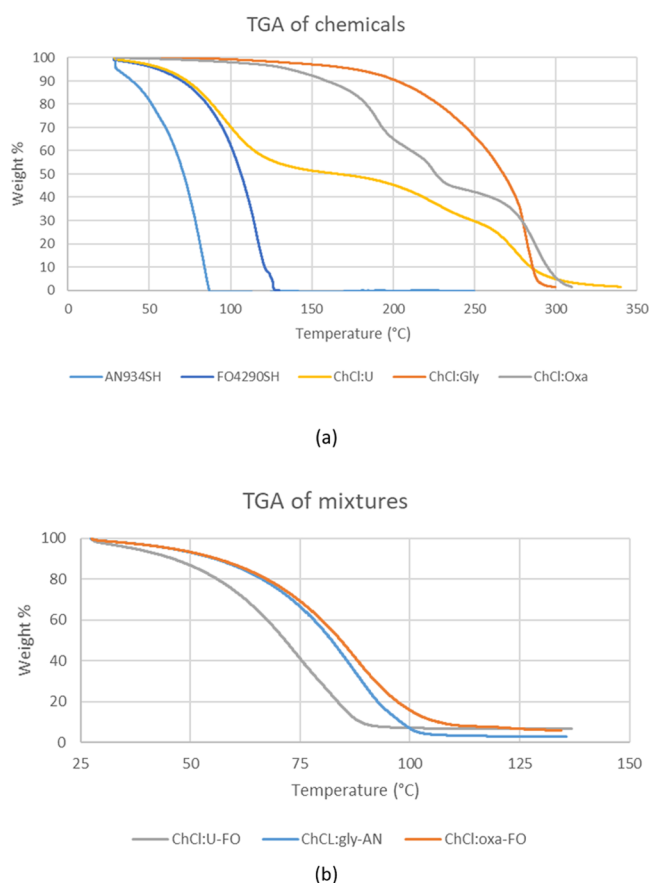 TGA of chemicals
100
90
80
70
60
50
40
30
20
10
0
Weight %
0 50 100 150 200 250 300 350
Temperature (°C)
AN934SH FO4290SH ChCl:U ChCl:Gly ChCl:Oxa
(a)
TGA of mixtures
100
80
60
40
20
0
Weight %
25 50 75 100 125 150
Temperature (°C)
ChCl:U-FO ChCL:gly-AN ChCl:oxa-FO
(b)